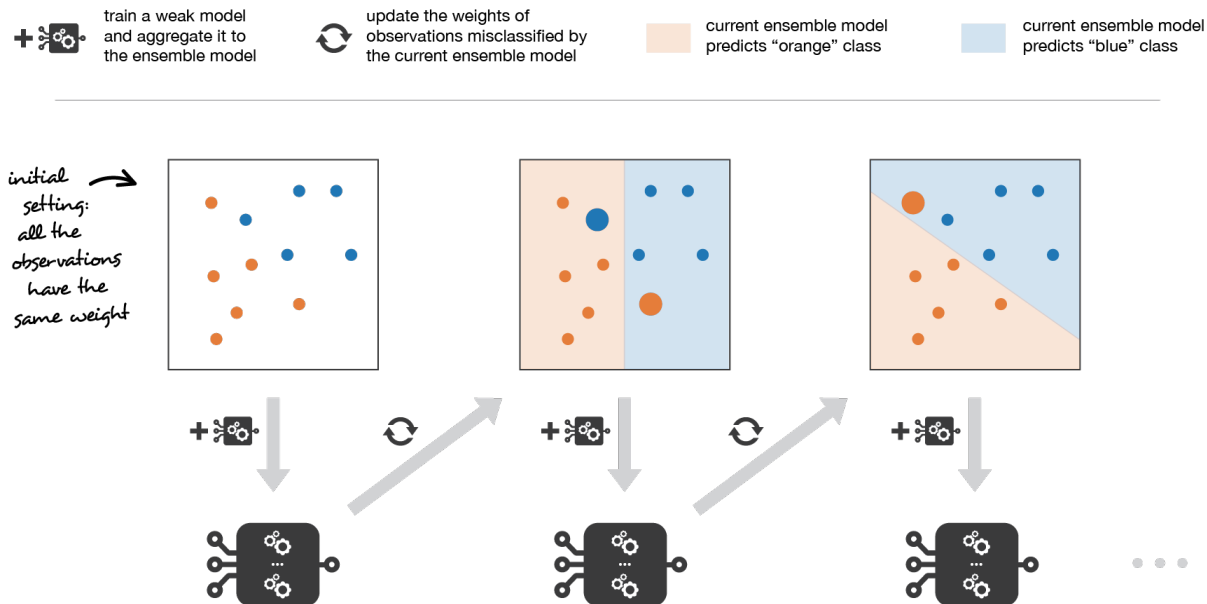 train a weak model
and aggregate it to
the ensemble model
update the weights of
observations misclassified by
the current ensemble model
current ensemble model
predicts “orange” class
current ensemble model
predicts “blue” class
initial
setting:
all the
observations
have the
same weight